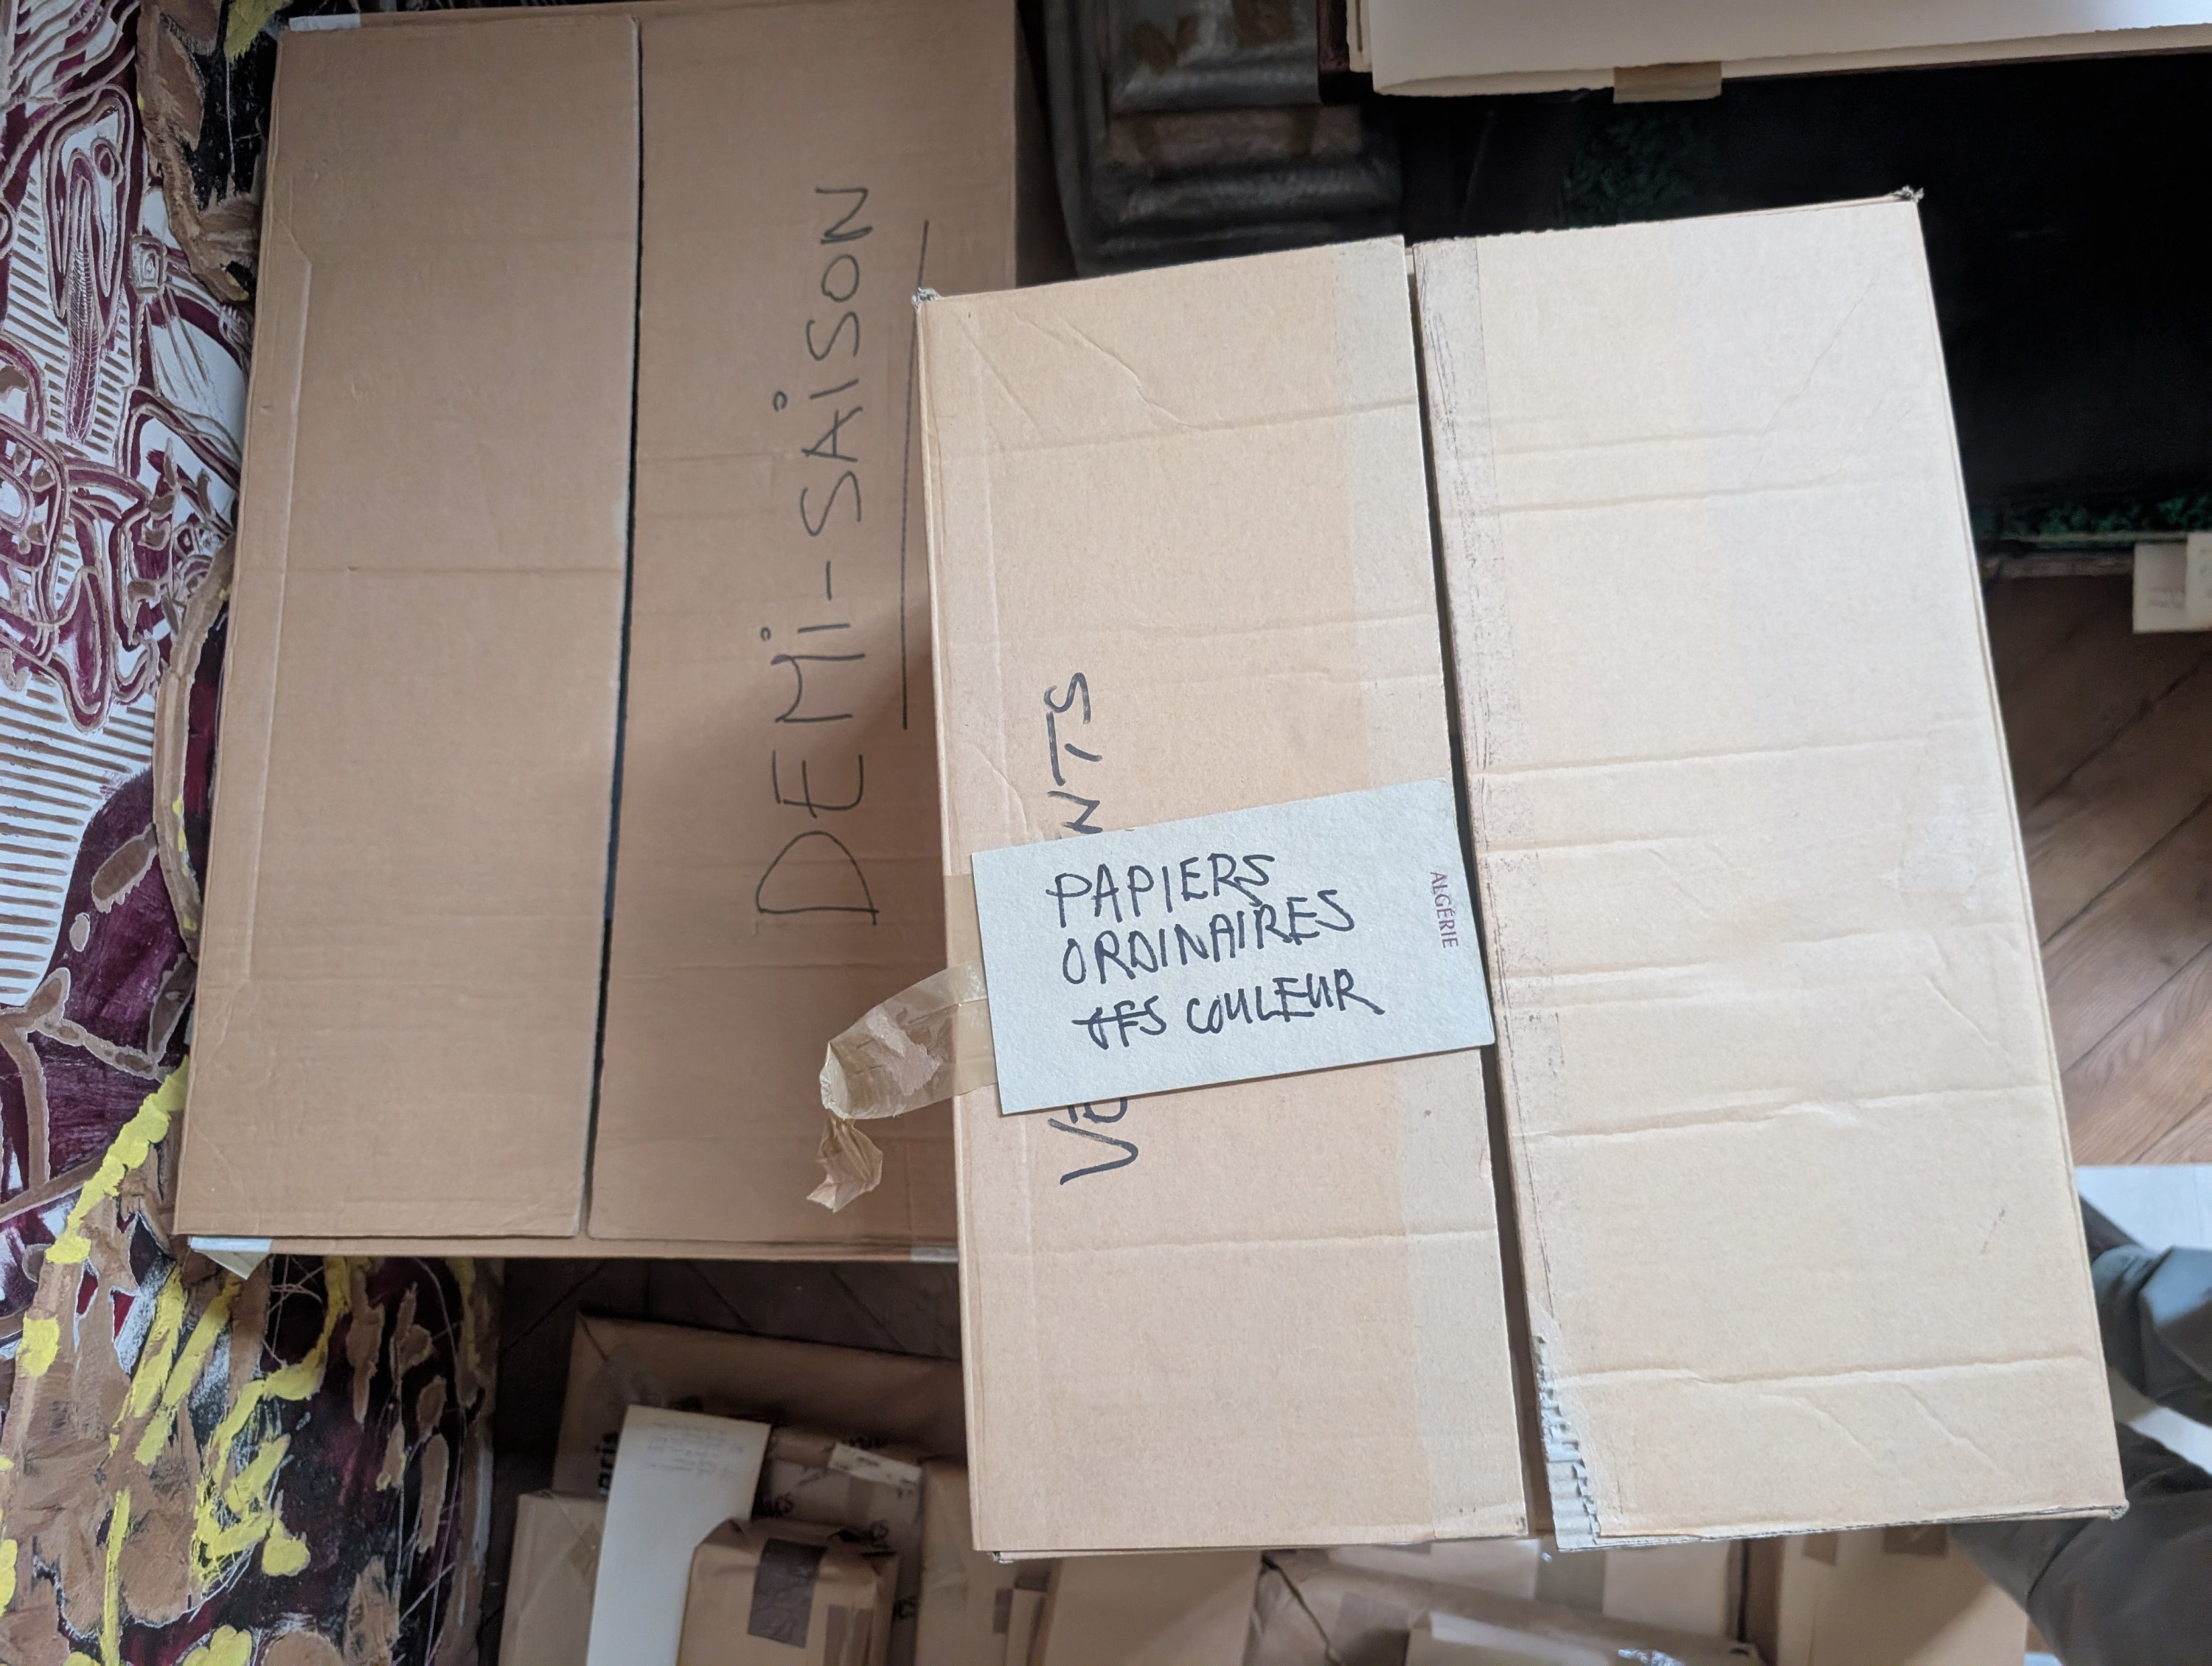 DEMI-SAISON
PAPIERS
ORDINAIRES
COULEUR
ALGÉRIE